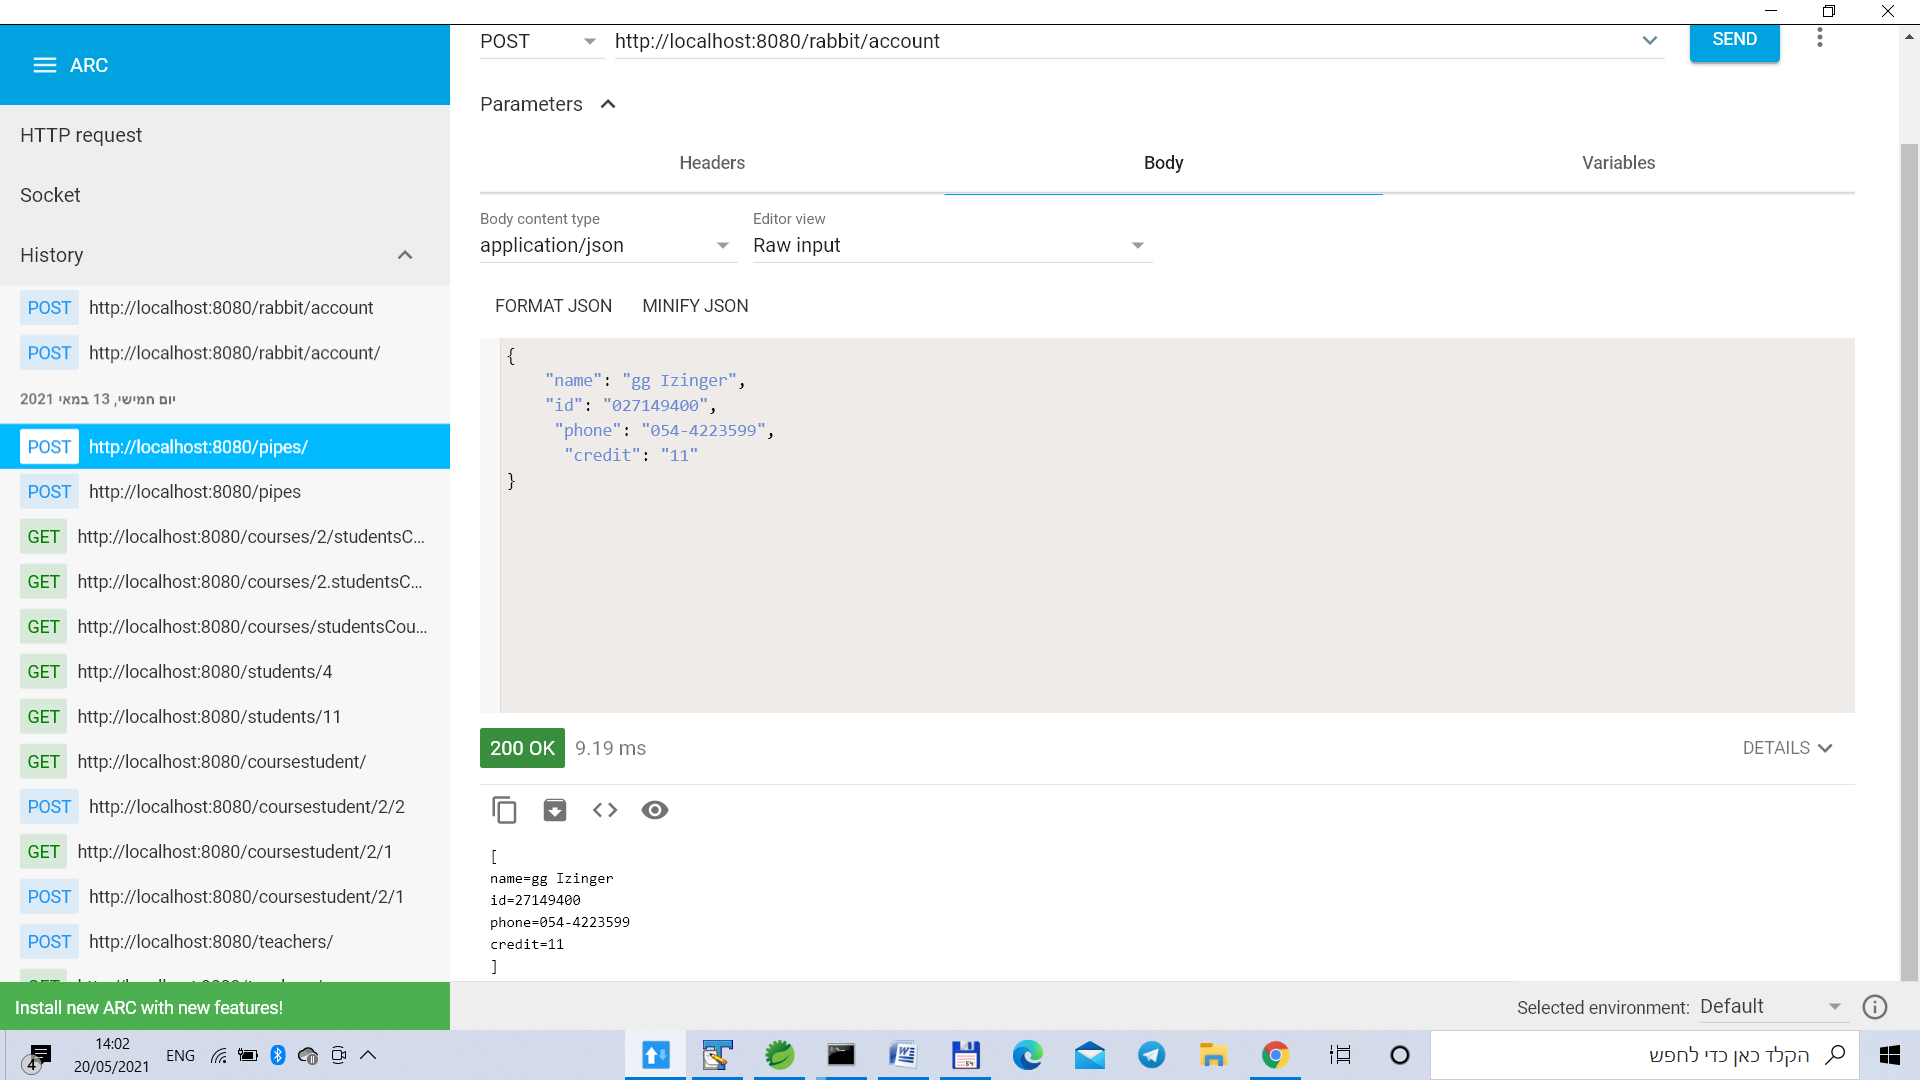 ARC
HTTP request
Socket
History
POST http://localhost:8080/rabbit/account
POST http://localhost:8080/rabbit/account/
יום חמישי, 13 במאי 2021
POST http://localhost:8080/pipes/
POST http://localhost:8080/pipes
GET http://localhost:8080/courses/2/studentsC...
GET http://localhost:8080/courses/2.studentsC...
GET http://localhost:8080/courses/studentsCou...
GET http://localhost:8080/students/4
GET http://localhost:8080/students/11
GET http://localhost:8080/coursestudent/
POST http://localhost:8080/coursestudent/2/2
GET http://localhost:8080/coursestudent/2/1
POST http://localhost:8080/coursestudent/2/1
POST http://localhost:8080/teachers/
Install new ARC with new features!
POST http://localhost:8080/rabbit/account SEND
Parameters
Headers Body Variables
Body content type Editor view
application/json Raw input
FORMAT JSON MINIFY JSON
{
"name": "gg Izinger",
"id": "027149400",
"phone": "054-4223599",
"credit": "11"
}
200 OK 9.19 ms DETAILS
[
name=gg Izinger
id=27149400
phone=054-4223599
credit=11
]
Selected environment: Default
4 14:02 ENG
20/05/2021
64
הקלד כאן כדי לחפש